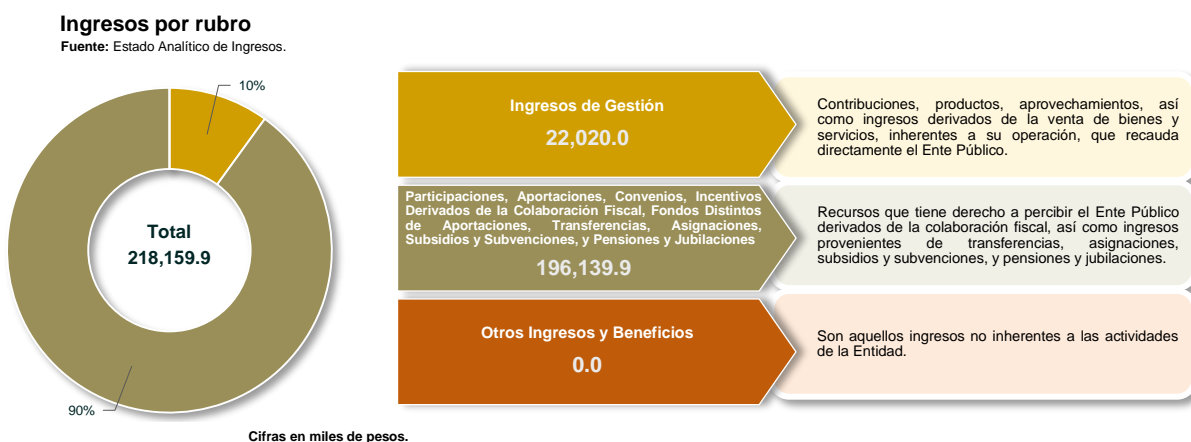 Ingresos por rubro
Fuente: Estado Analítico de Ingresos.
10%
Total
218,159.9
90%
Ingresos de Gestión
22,020.0
Contribuciones, productos, aprovechamientos, así
como ingresos derivados de la venta de bienes y
servicios, inherentes a su operación, que recauda
directamente el Ente Público.
Participaciones, Aportaciones, Convenios, Incentivos
Derivados de la Colaboración Fiscal, Fondos Distintos
de Aportaciones, Transferencias, Asignaciones,
Subsidios y Subvenciones, y Pensiones y Jubilaciones
196,139.9
Recursos que tiene derecho a percibir el Ente Público
derivados de la colaboración fiscal, así como ingresos
provenientes de transferencias, asignaciones,
subsidios y subvenciones, y pensiones y jubilaciones.
Otros Ingresos y Beneficios
0.0
Son aquellos ingresos no inherentes a las actividades
de la Entidad.
Cifras en miles de pesos.